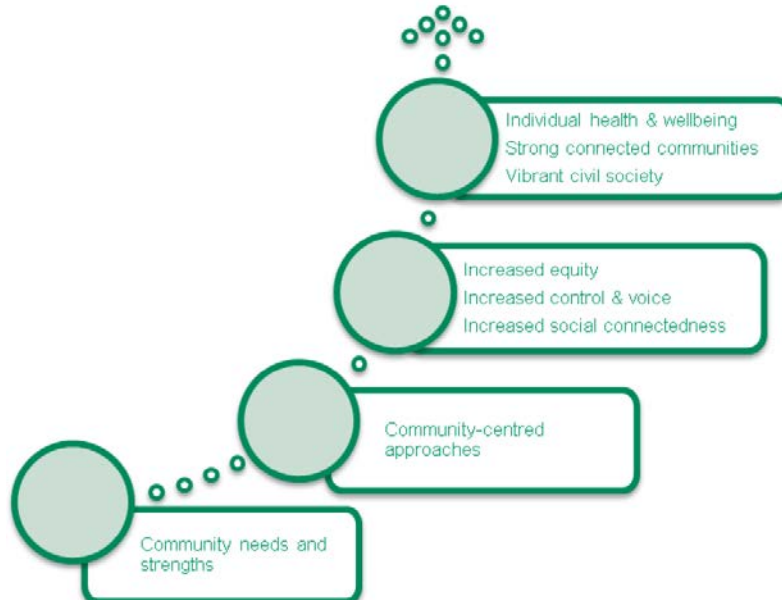 Individual health & wellbeing
Strong connected communities
Vibrant civil society
Increased equity
Increased control & voice
Increased social connectedness
Community-centred
approaches
Community needs and
strengths